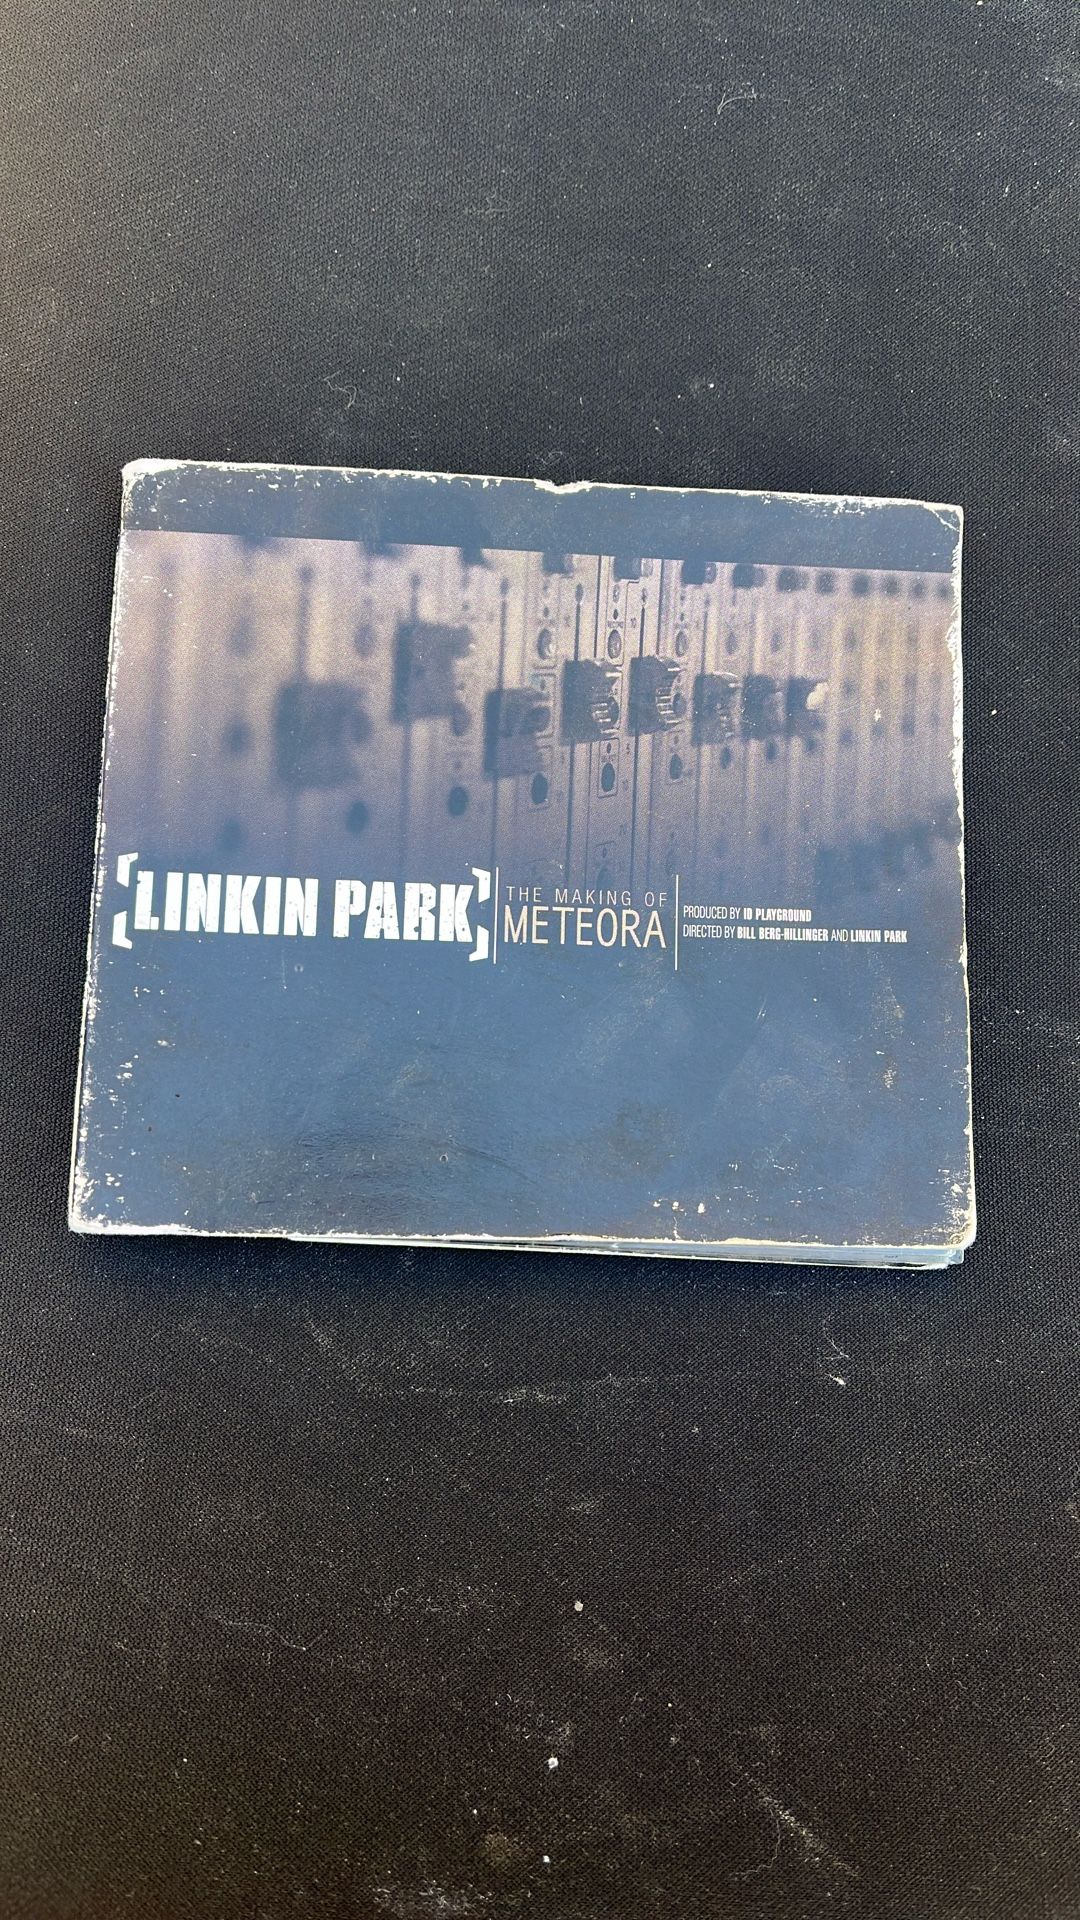 [LINKIN PARK]
THE MAKING OF
METEORA
PRODUCED BY ID PLAYGROUND
DIRECTED BY BILL BERG-HILLINGER AND LINKIN PARK